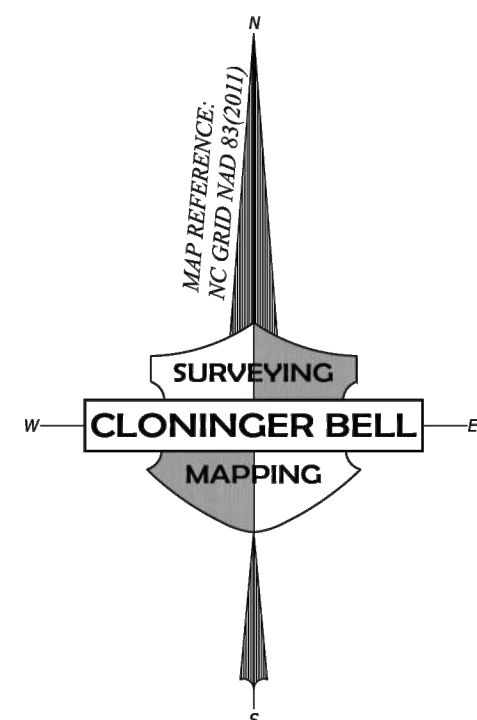 N
MAP REFERENCE:
NC GRID NAD 83(2011)
SURVEYING
W CLONINGER BELL E
MAPPING
S